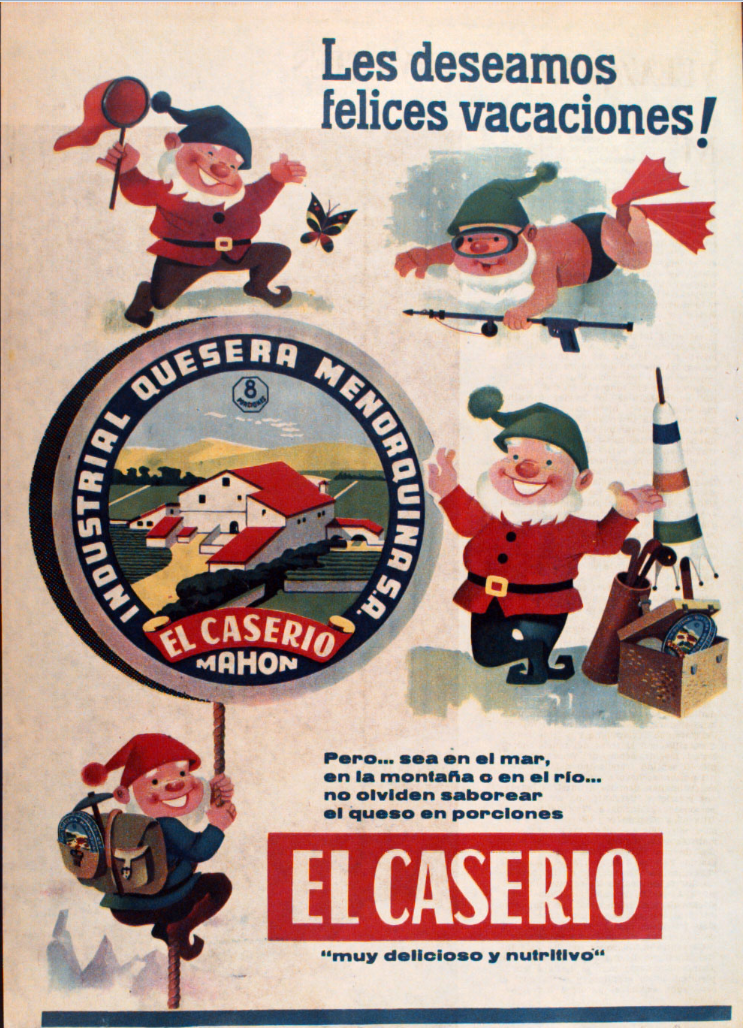 Les deseamos
felices vacaciones!
INDUSTRIAL QUESERA MENORQUINA S.A.
8
PORCIONES
EL CASERIO
MAHON
Pero... sea en el mar,
en la montaña o en el río...
no olviden saborear
el queso en porciones
EL CASERIO
"muy delicioso y nutritivo"